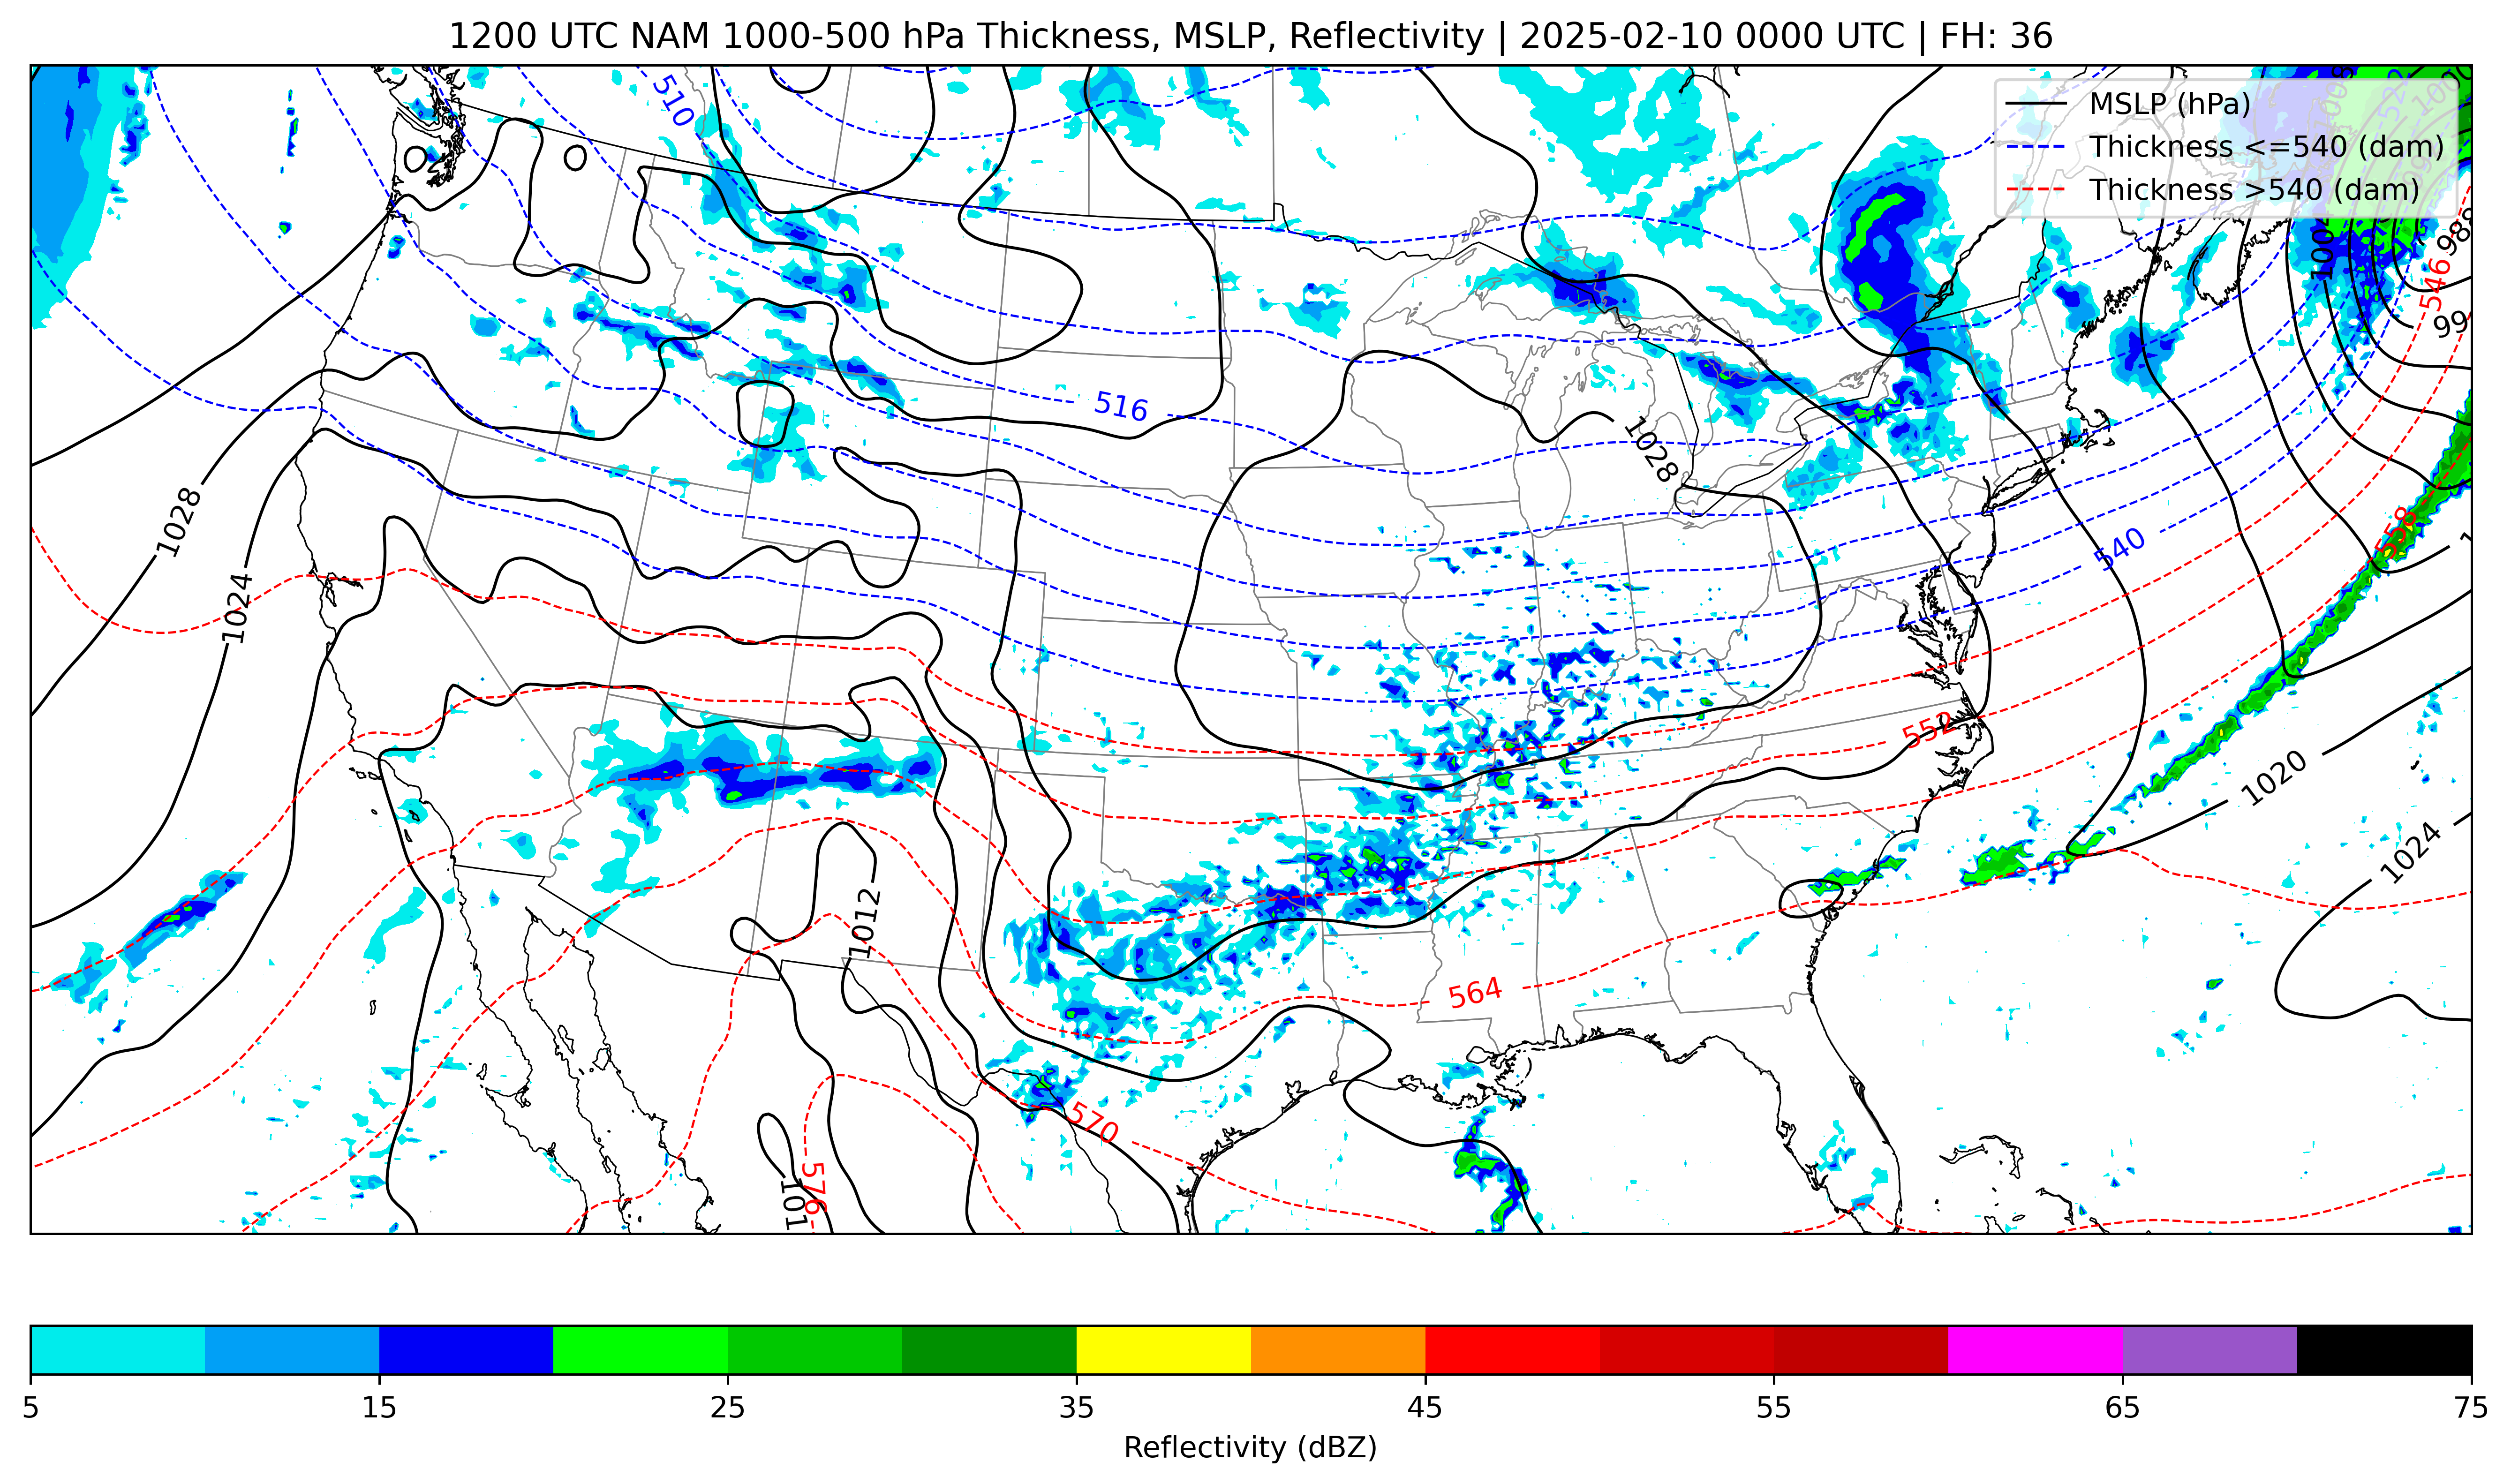 1200 UTC NAM 1000-500 hPa Thickness, MSLP, Reflectivity | 2025-02-10 0000 UTC | FH: 36
MSLP (hPa)
Thickness <=540 (dam)
Thickness >540 (dam)
510
546
99
516
1028
1028
558
540
1024
552
1020
1024
1012
564
570
576
101
5 15 25 35 45 55 65 75
Reflectivity (dBZ)